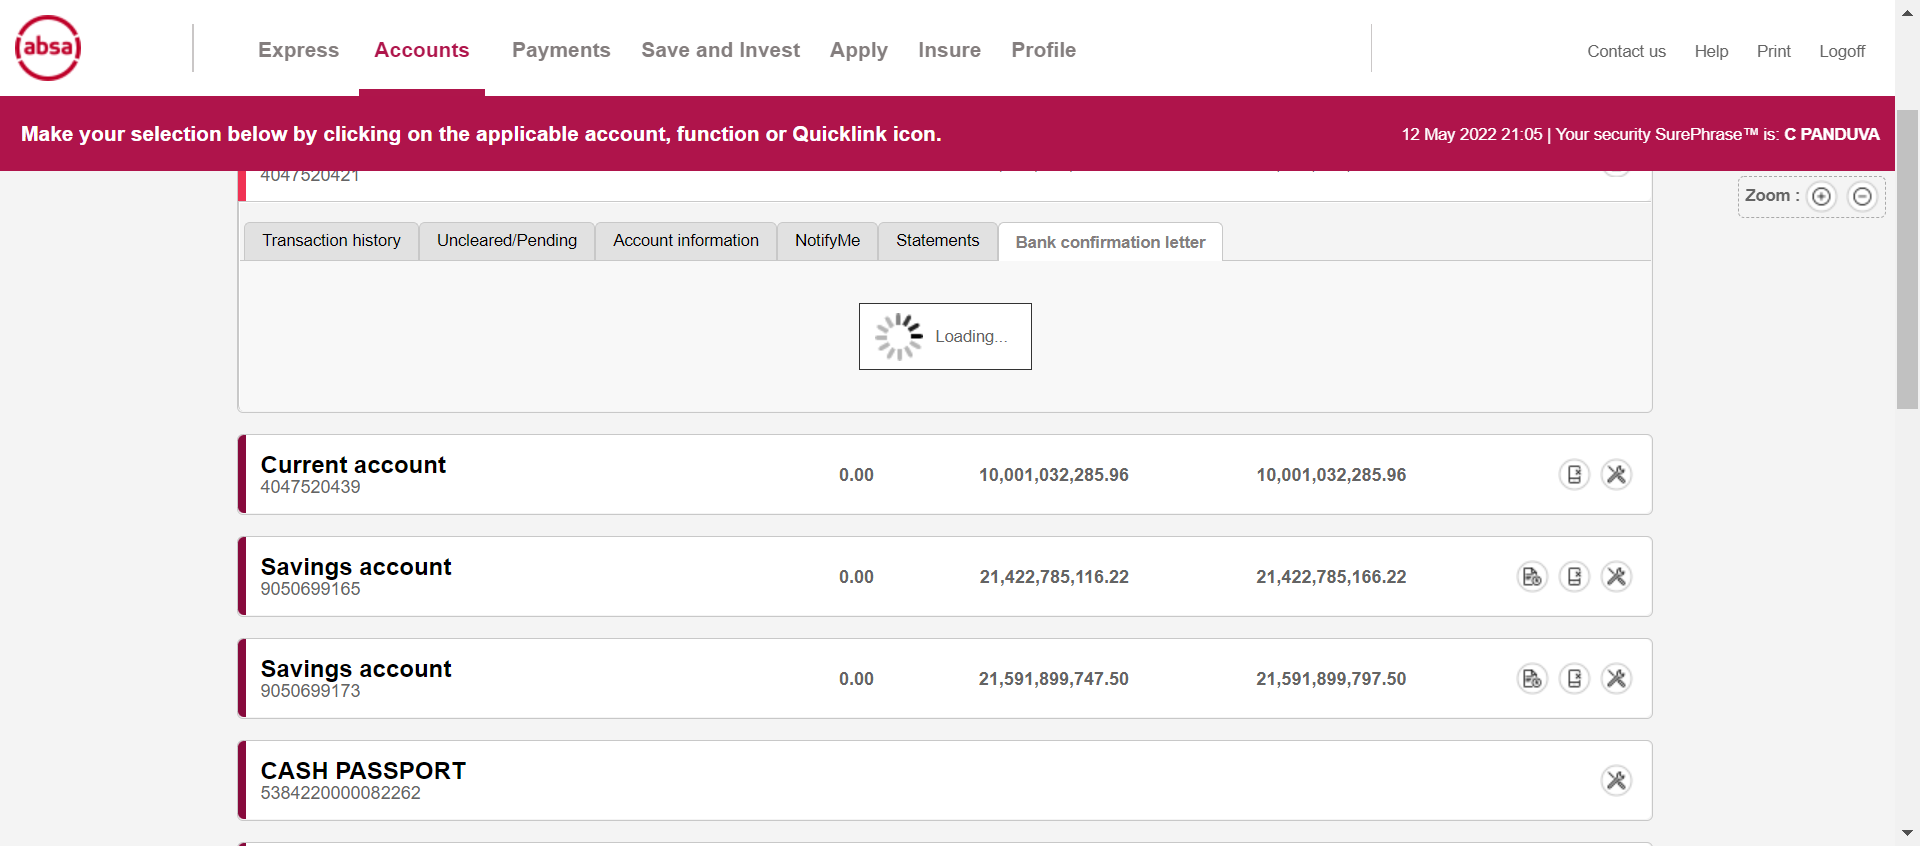 absa
Express Accounts Payments Save and Invest Apply Insure Profile
Contact us Help Print Logoff
Make your selection below by clicking on the applicable account, function or Quicklink icon.
12 May 2022 21:05 | Your security SurePhrase™ is: C PANDUVA
4047520421
Zoom :
Transaction history Uncleared/Pending Account information NotifyMe Statements Bank confirmation letter
Loading...
Current account
4047520439
0.00 10,001,032,285.96 10,001,032,285.96
Savings account
9050699165
0.00 21,422,785,116.22 21,422,785,166.22
Savings account
9050699173
0.00 21,591,899,747.50 21,591,899,797.50
CASH PASSPORT
5384220000082262